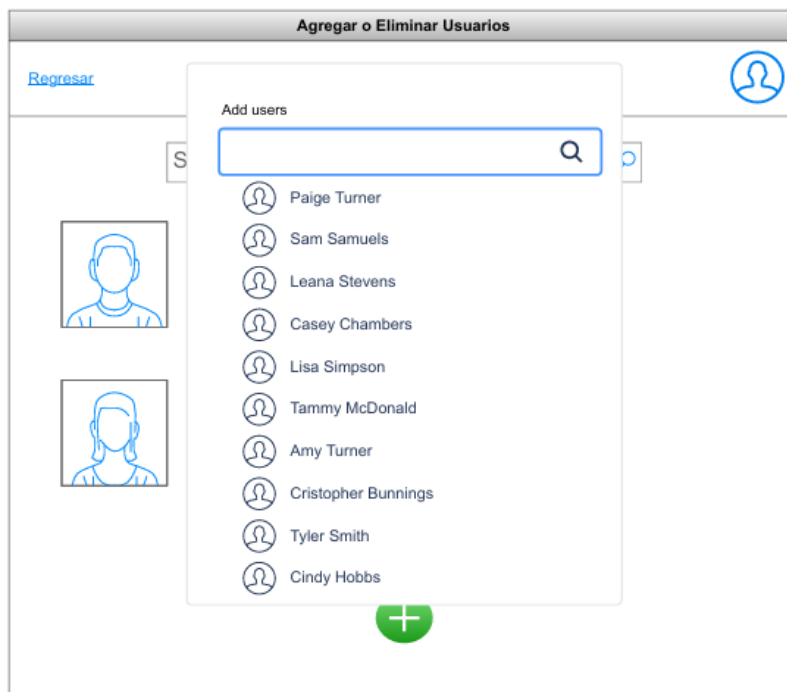 Agregar o Eliminar Usuarios
Regresar
Add users
S
Paige Turner
Sam Samuels
Leana Stevens
Casey Chambers
Lisa Simpson
Tammy McDonald
Amy Turner
Cristopher Bunnings
Tyler Smith
Cindy Hobbs